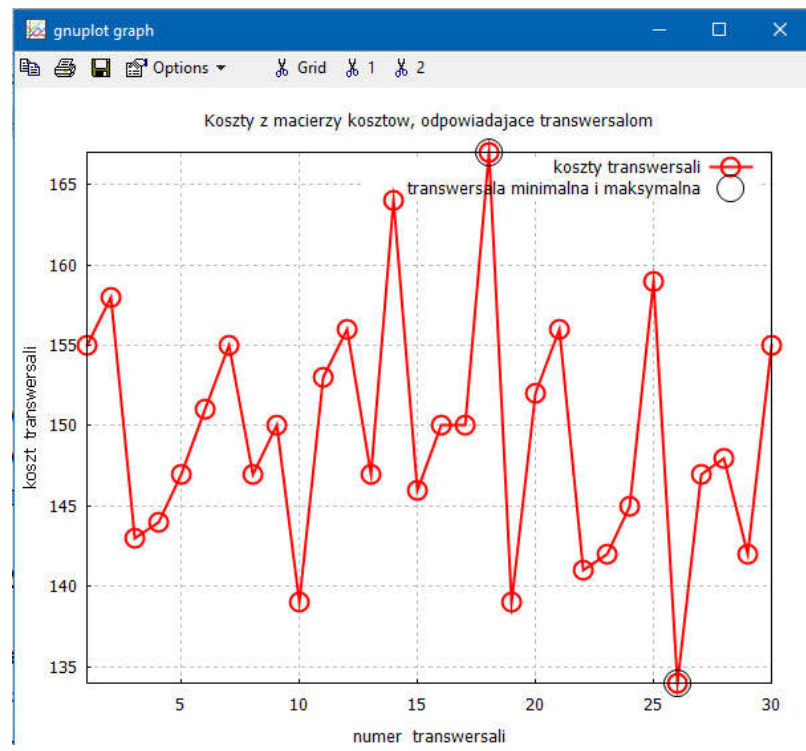 gnuplot graph
Options Grid 1 2
Koszty z macierzy kosztow, odpowiadajace transwersalom
koszty transwersali
transwersala minimalna i maksymalna
165
160
155
150
145
140
135
koszt transwersali
5 10 15 20 25 30
numer transwersali